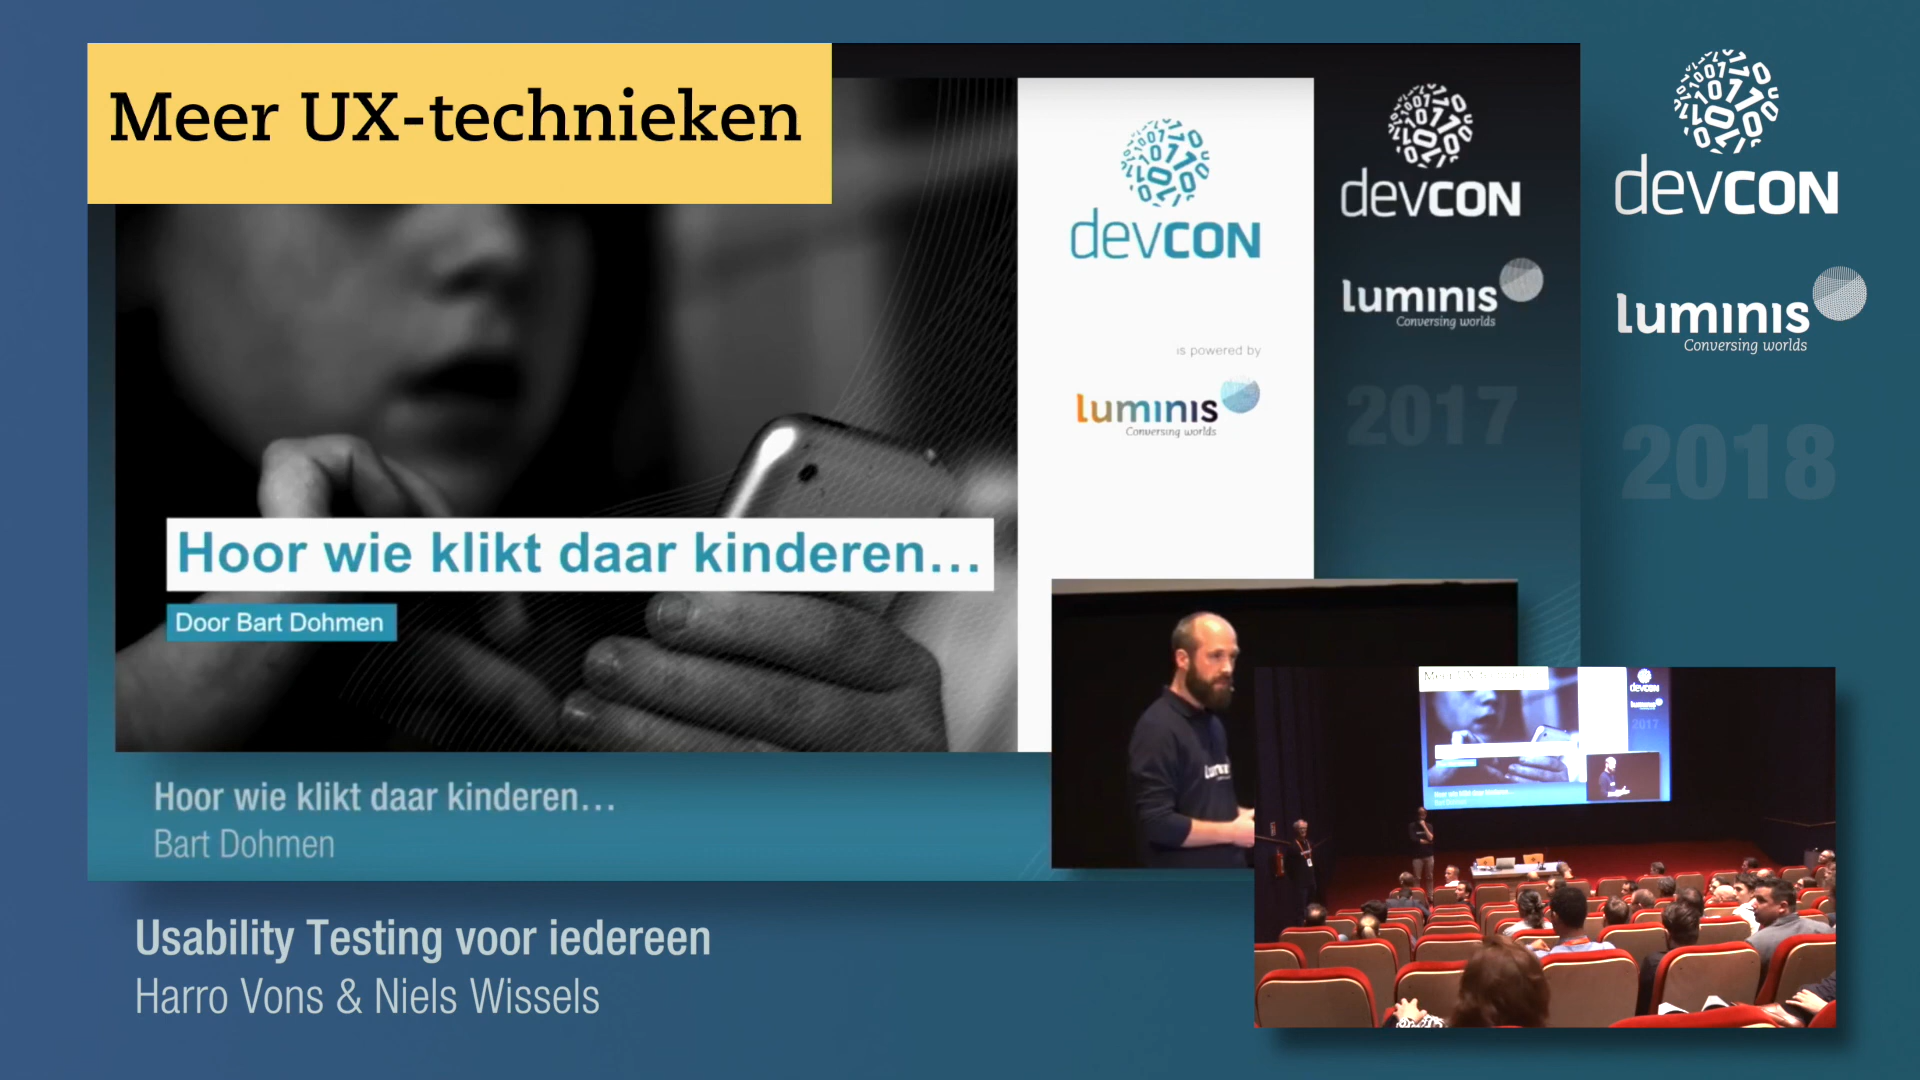 Meer UX-technieken
devcon
is powered by
luminis
Conversing worlds
Hoor wie klikt daar kinderen...
Door Bart Dohmen
devcon
luminis
Conversing worlds
2017
Hoor wie klikt daar kinderen...
Bart Dohmen
devcon
luminis
Conversing worlds
2018
Usability Testing voor iedereen
Harro Vons & Niels Wissels